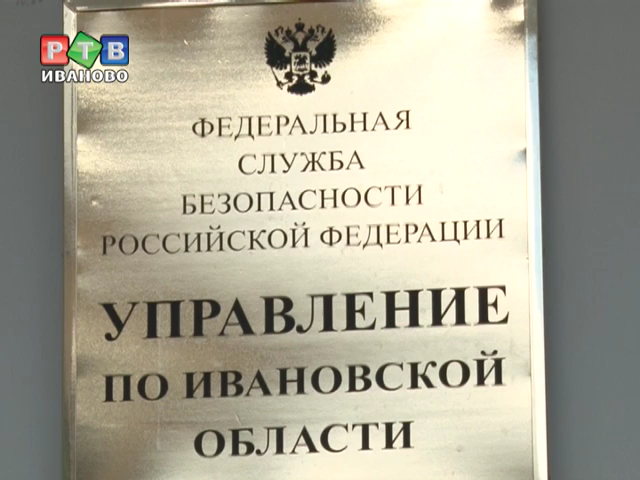 РТВ
ИВАНОВО
ФЕДЕРАЛЬНАЯ
СЛУЖБА
БЕЗОПАСНОСТИ
РОССИЙСКОЙ ФЕДЕРАЦИИ
УПРАВЛЕНИЕ
ПО ИВАНОВСКОЙ
ОБЛАСТИ